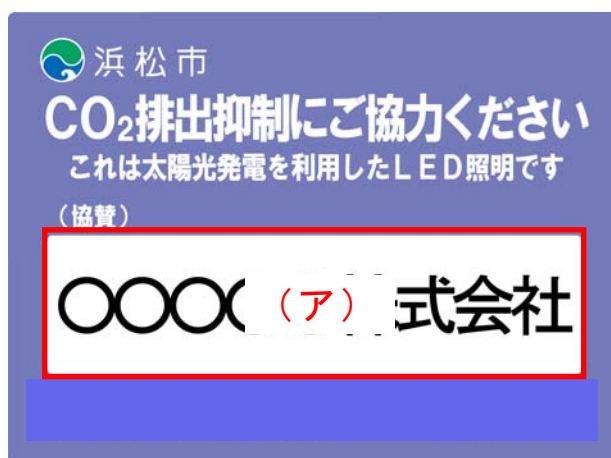 浜松市
CO₂排出抑制にご協力ください
これは太陽光発電を利用したLED照明です
（協賛）
○○○○（ア）式会社